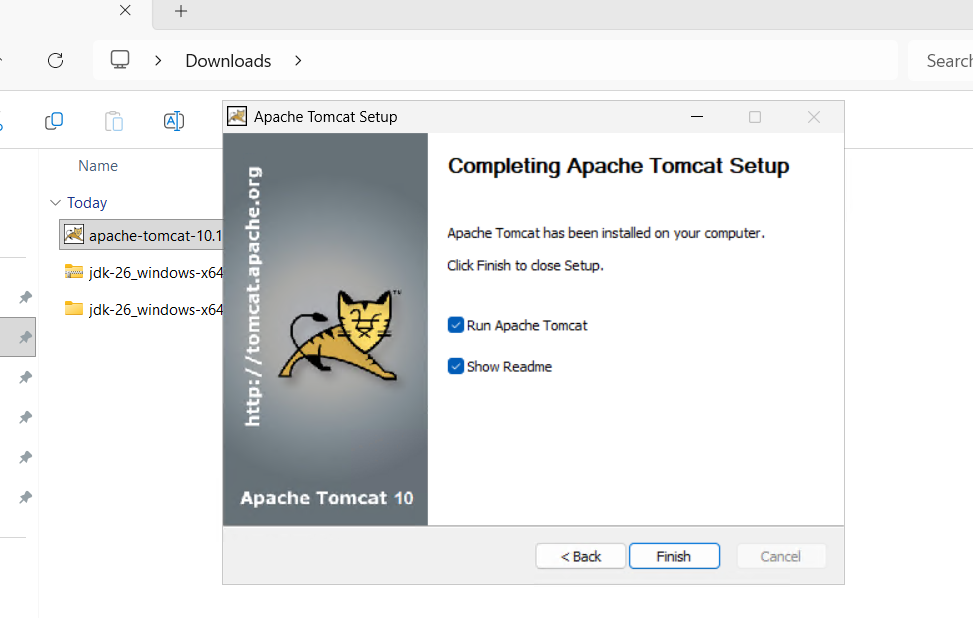 Downloads
Search
Apache Tomcat Setup
Name
Today
apache-tomcat-10.1
jdk-26_windows-x64
jdk-26_windows-x64
http://tomcat.apache.org
TM
Apache Tomcat 10
Completing Apache Tomcat Setup
Apache Tomcat has been installed on your computer.
Click Finish to close Setup.
Run Apache Tomcat
Show Readme
< Back
Finish
Cancel